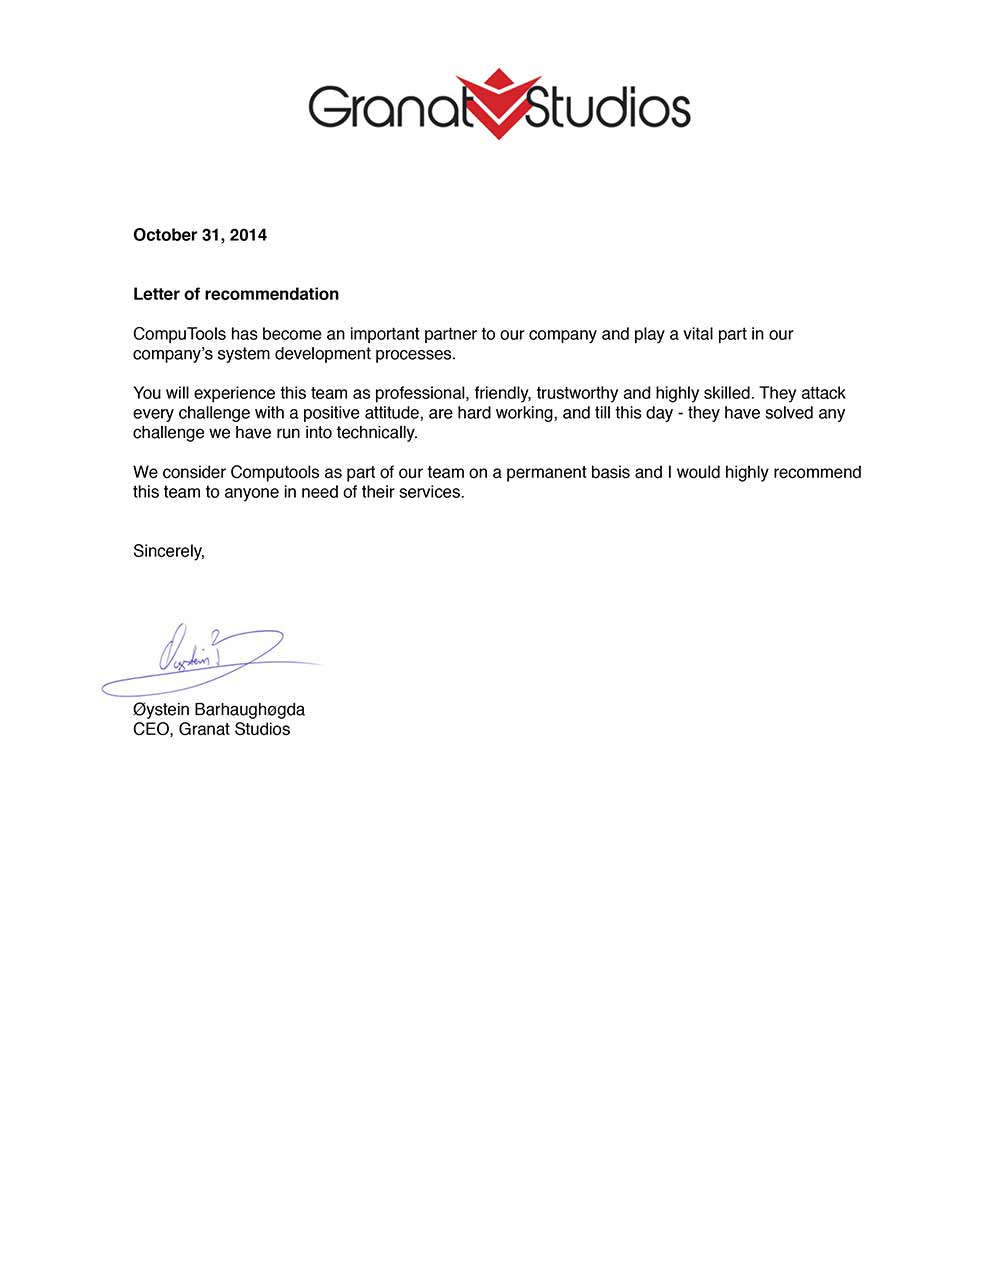 Granat Studios
October 31, 2014
Letter of recommendation
CompuTools has become an important partner to our company and play a vital part in our
company’s system development processes.
You will experience this team as professional, friendly, trustworthy and highly skilled. They attack
every challenge with a positive attitude, are hard working, and till this day - they have solved any
challenge we have run into technically.
We consider Computools as part of our team on a permanent basis and I would highly recommend
this team to anyone in need of their services.
Sincerely,
Øystein
Øystein Barhaughøgda
CEO, Granat Studios